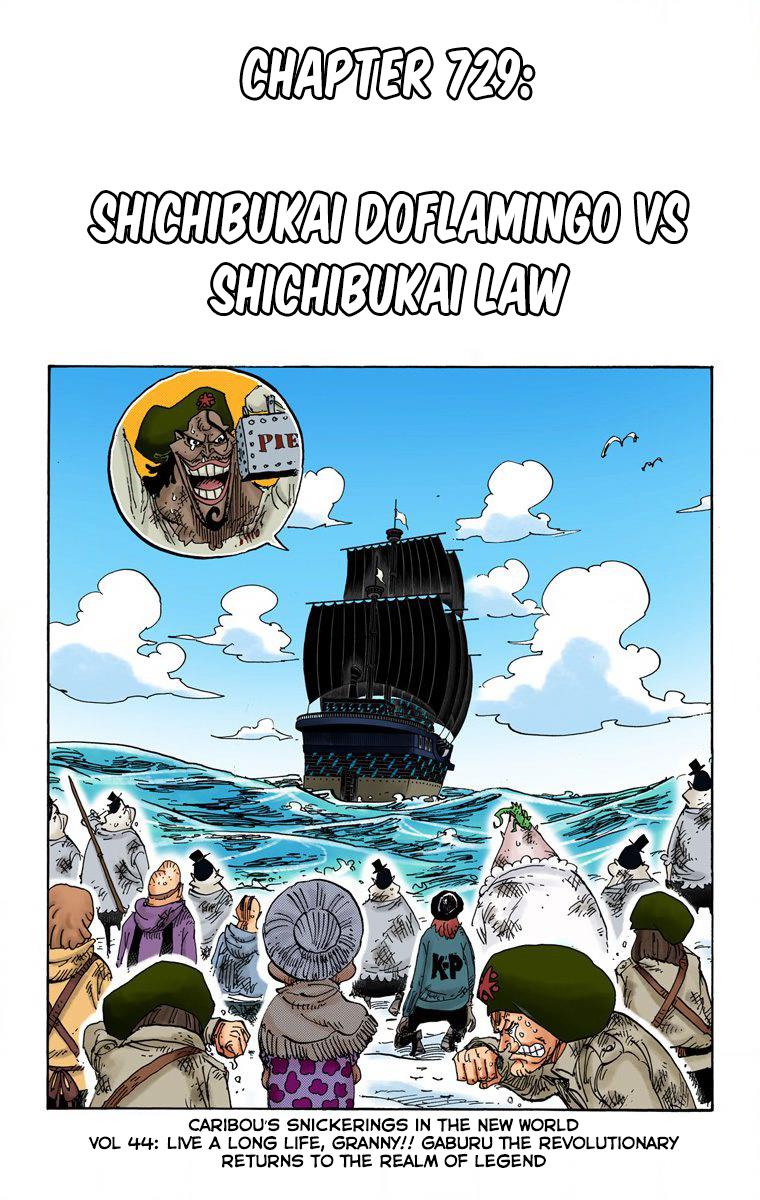 CHAPTER 729:
SHICHIBUKAI DOFLAMINGO VS
SHICHIBUKAI LAW
PIE
KP
CARIBOU'S SNICKERINGS IN THE NEW WORLD
VOL 44: LIVE A LONG LIFE, GRANNY!! GABURU THE REVOLUTIONARY
RETURNS TO THE REALM OF LEGEND